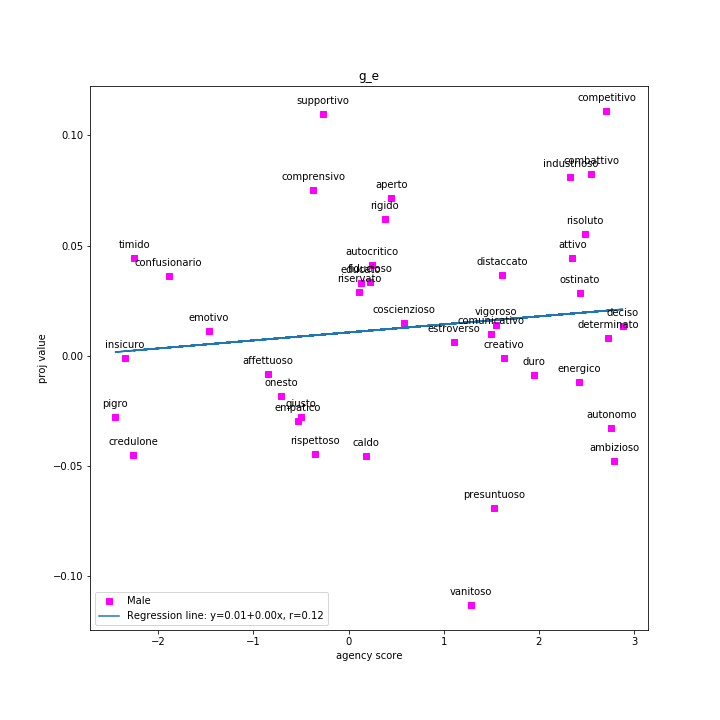 g_e
competitivo
supportivo
combattivo
industrioso
comprensivo
aperto
rigido
risoluto
timido
attivo
autocritico
distaccato
confusionario
fiducioso
educato
riservato
ostinato
coscienzioso
vigoroso
deciso
comunicativo
emotivo
determinato
estroverso
insicuro
creativo
affettuoso
duro
energico
onesto
pigro
giusto
empatico
autonomo
credulone
rispettoso
caldo
ambizioso
presuntuoso
vanitoso
0.10
0.05
0.00
−0.05
−0.10
proj value
Male
Regression line: y=0.01+0.00x, r=0.12
−2
−1
0
1
2
3
agency score